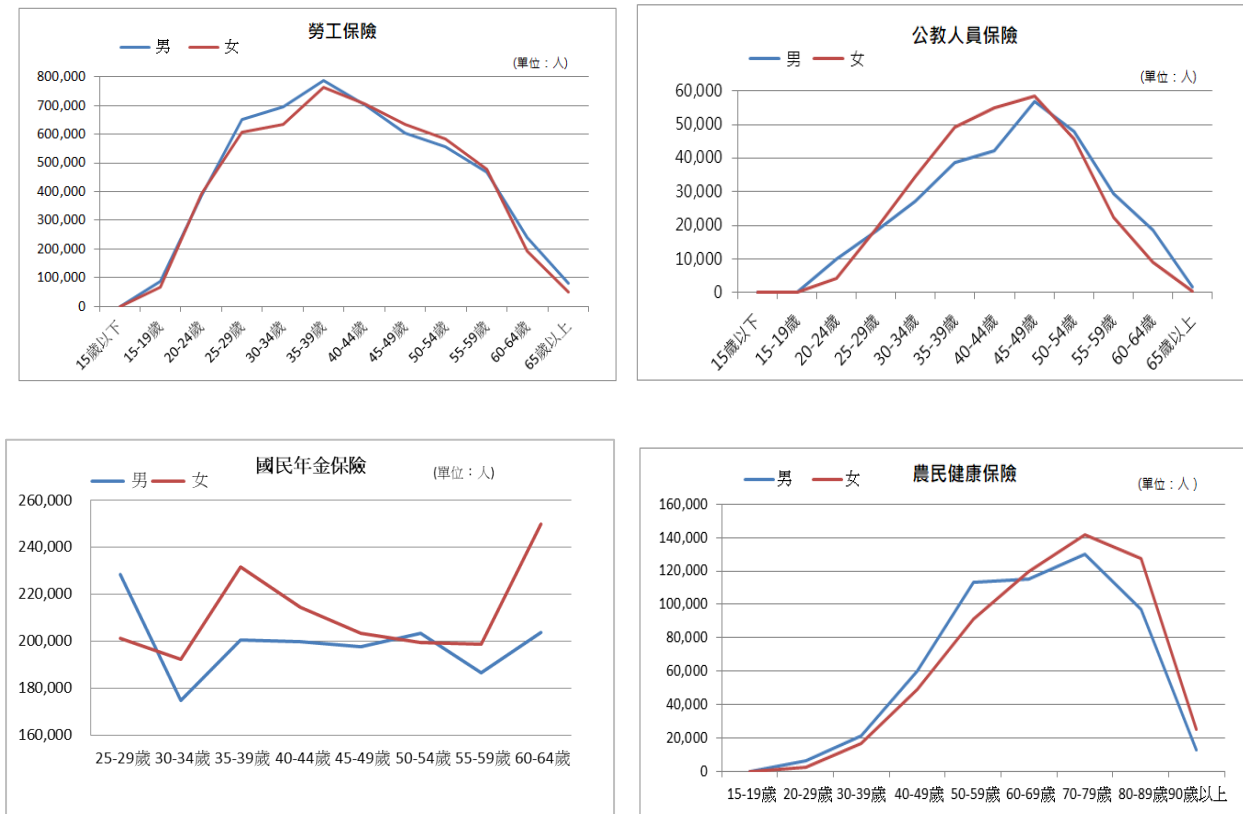 勞工保險
男 女
(單位：人)
800,000
700,000
600,000
500,000
400,000
300,000
200,000
100,000
0
15歲以下 15-19歲 20-24歲 25-29歲 30-34歲 35-39歲 40-44歲 45-49歲 50-54歲 55-59歲 60-64歲 65歲以上
公教人員保險
男 女
(單位：人)
60,000
50,000
40,000
30,000
20,000
10,000
0
15歲以下 15-19歲 20-24歲 25-29歲 30-34歲 35-39歲 40-44歲 45-49歲 50-54歲 55-59歲 60-64歲 65歲以上
國民年金保險
(單位：人)
男 女
260,000
240,000
220,000
200,000
180,000
160,000
25-29歲 30-34歲 35-39歲 40-44歲 45-49歲 50-54歲 55-59歲 60-64歲
農民健康保險
男 女
(單位：人)
160,000
140,000
120,000
100,000
80,000
60,000
40,000
20,000
0
15-19歲 20-29歲 30-39歲 40-49歲 50-59歲 60-69歲 70-79歲 80-89歲 90歲以上